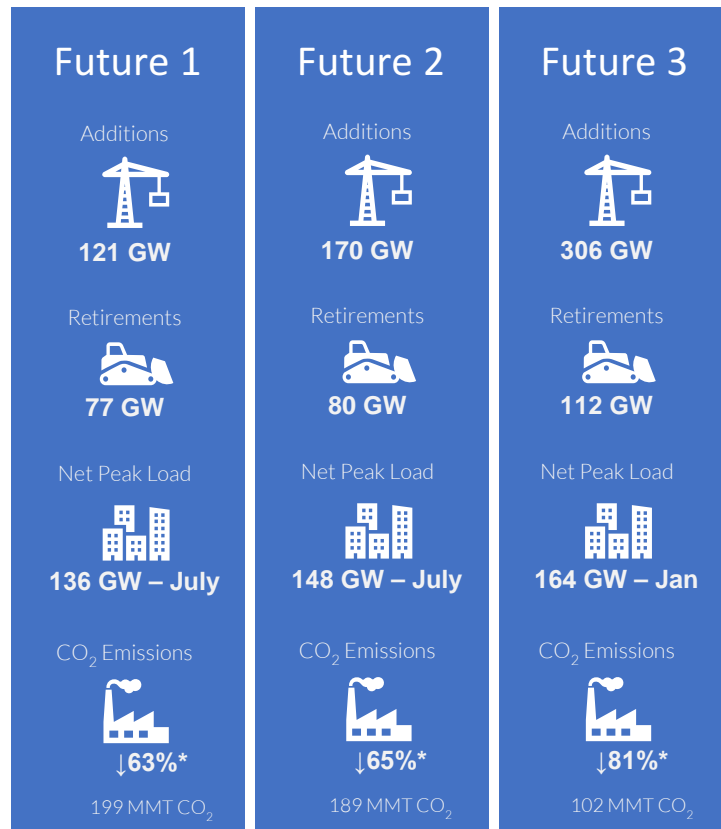 Future 1
Additions
121 GW
Retirements
77 GW
Net Peak Load
136 GW – July
CO₂ Emissions
↓63%*
199 MMT CO₂
Future 2
Additions
170 GW
Retirements
80 GW
Net Peak Load
148 GW – July
CO₂ Emissions
↓65%*
189 MMT CO₂
Future 3
Additions
306 GW
Retirements
112 GW
Net Peak Load
164 GW – Jan
CO₂ Emissions
↓81%*
102 MMT CO₂